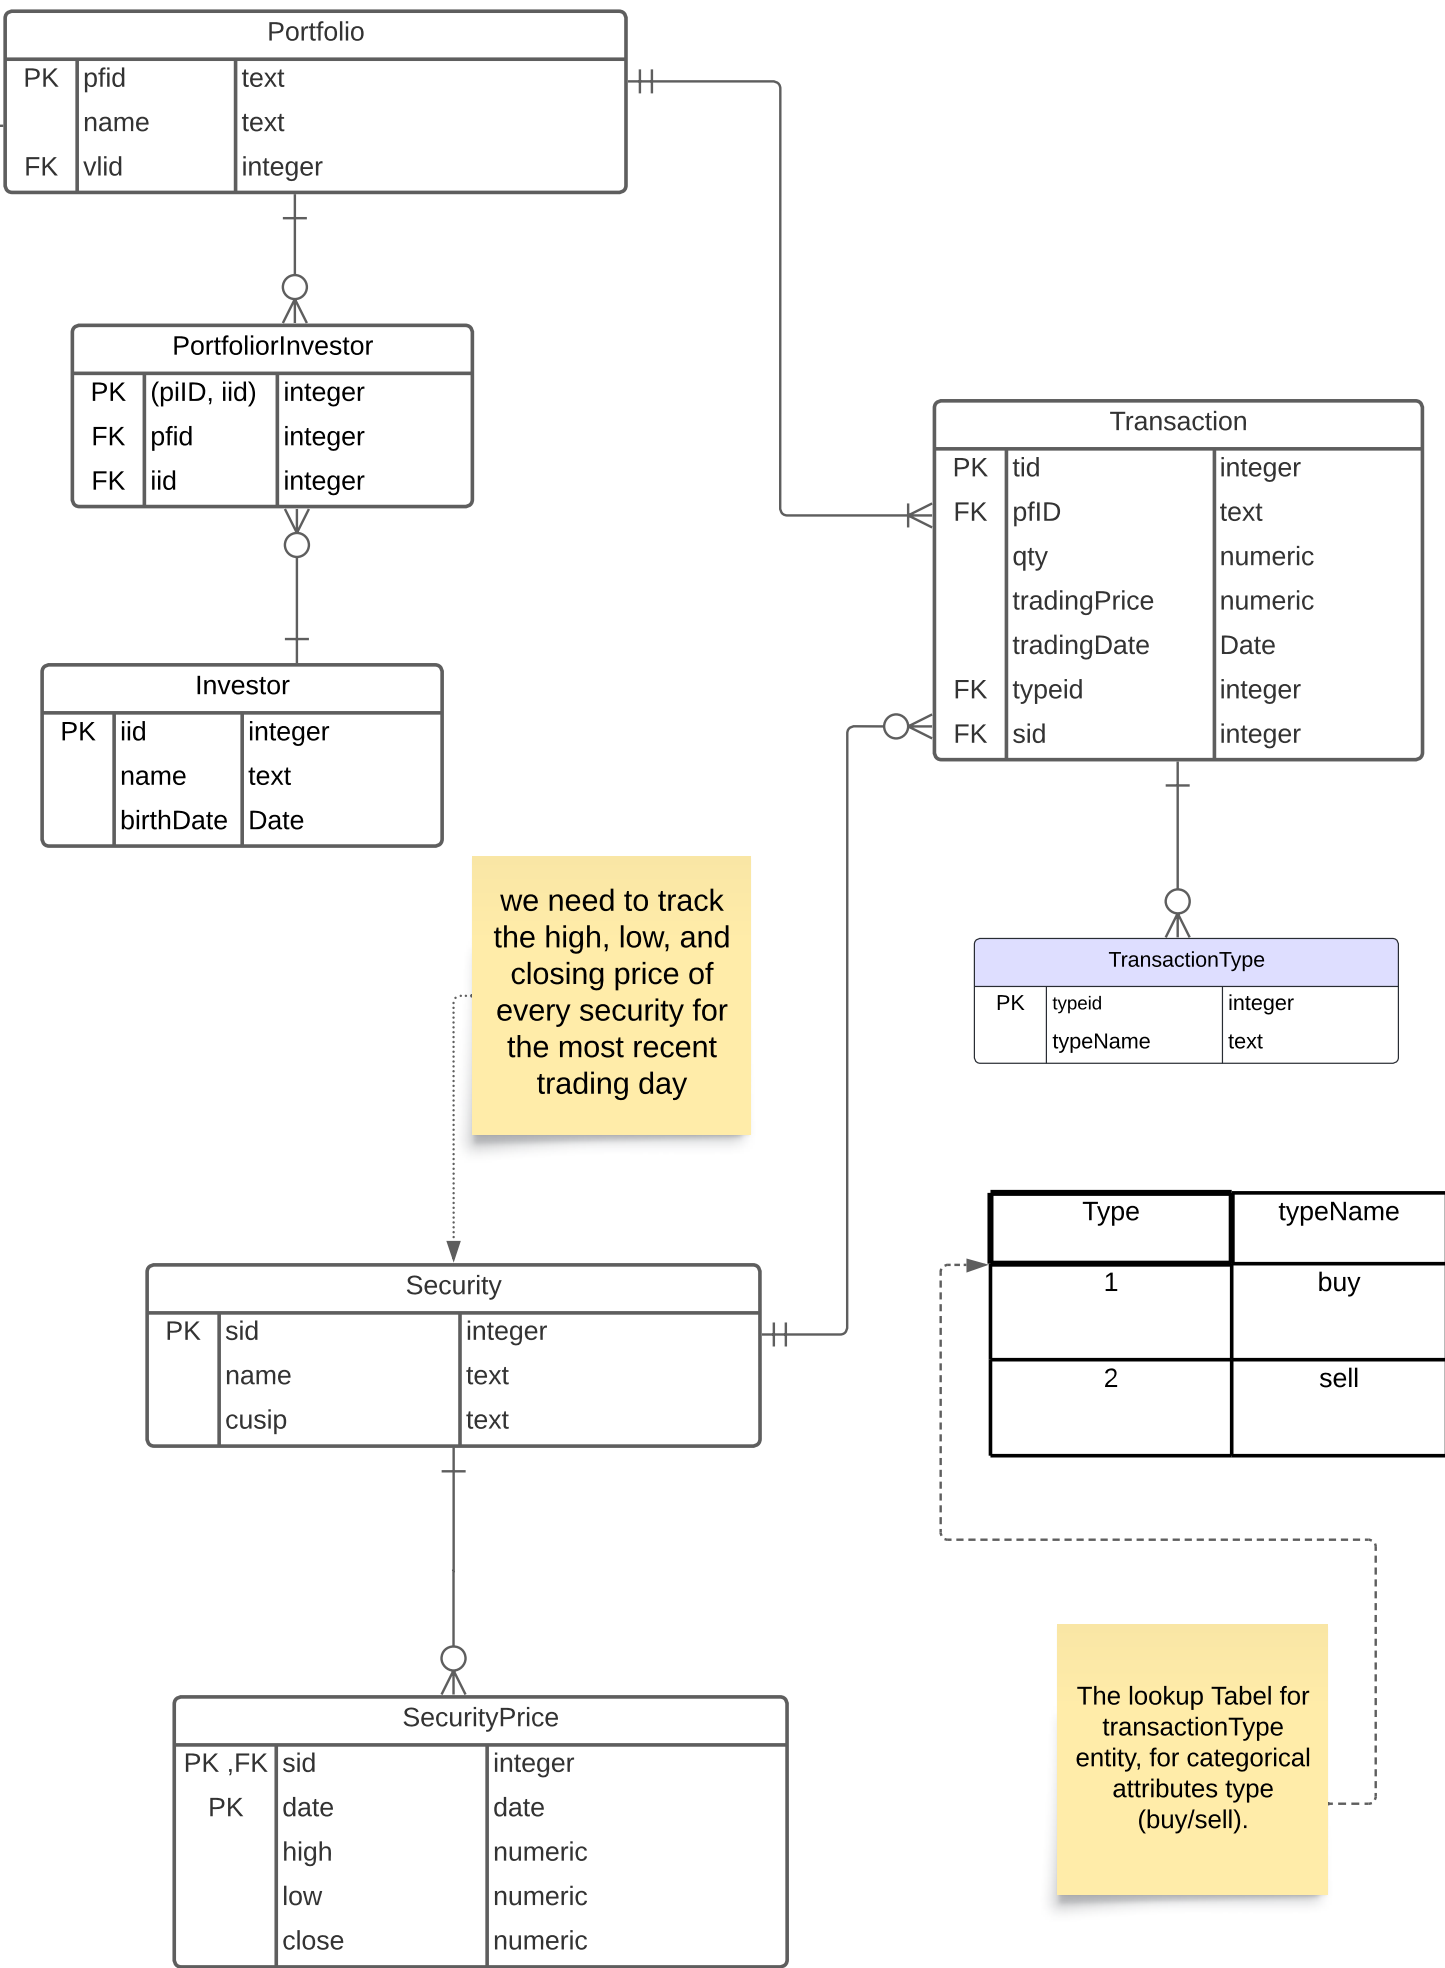 Portfolio
PK pfid text
name text
FK vlid integer
PortfoliorInvestor
PK (piID, iid) integer
FK pfid integer
FK iid integer
Transaction
PK tid integer
FK pfID text
qty numeric
tradingPrice numeric
tradingDate Date
FK typeid integer
FK sid integer
Investor
PK iid integer
name text
birthDate Date
we need to track
the high, low, and
closing price of
every security for
the most recent
trading day
TransactionType
PK typeid integer
typeName text
Type typeName
1 buy
2 sell
Security
PK sid integer
name text
cusip text
The lookup Tabel for
transactionType
entity, for categorical
attributes type
(buy/sell).
SecurityPrice
PK ,FK sid integer
PK date date
high numeric
low numeric
close numeric